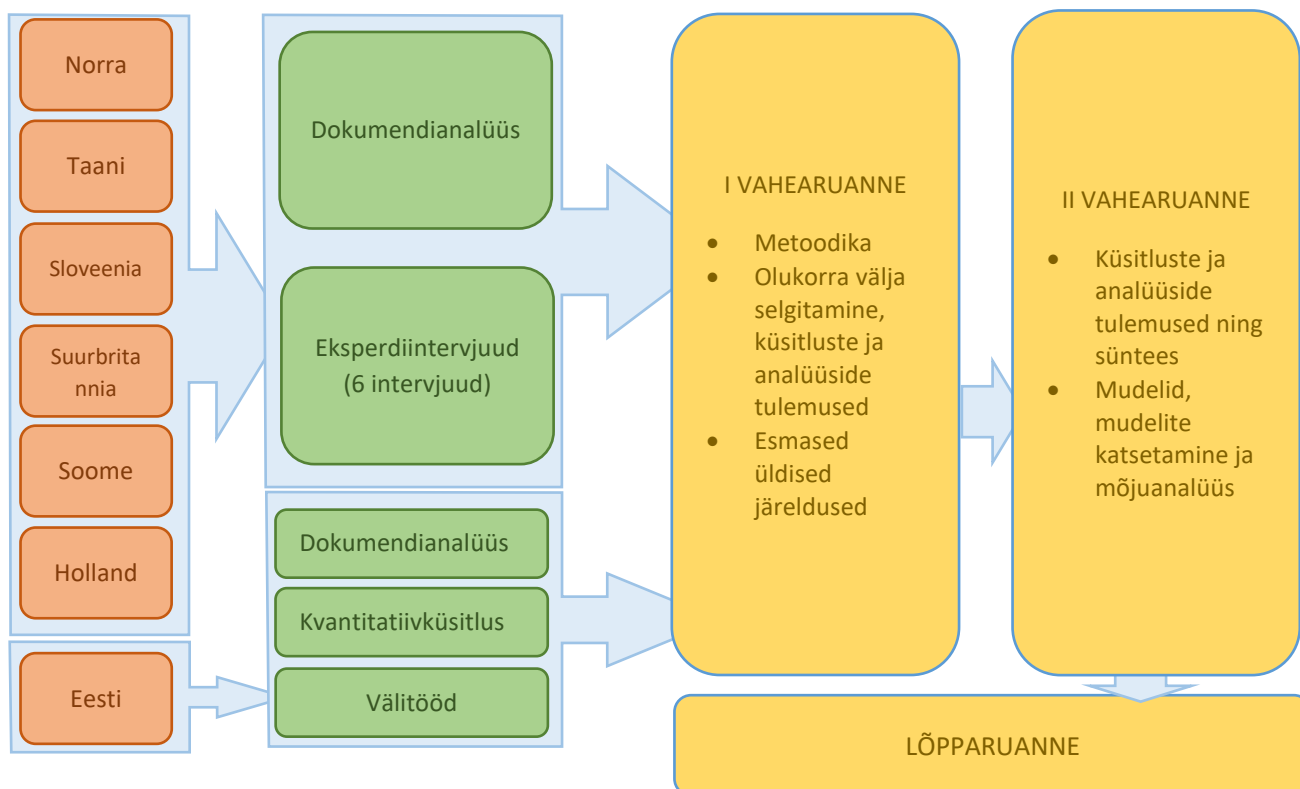 Norra
Taani
Sloveenia
Suurbrita
nnia
Soome
Holland
Eesti
Dokumendianalüüs
Eksperdiintervjuud
(6 intervjuud)
Dokumendianalüüs
Kvantitatiivküsitlus
Välitööd
I VAHEARUANNE
• Metoodika
• Olukorra välja
selgitamine,
küsitluste ja
analüüside
tulemused
• Esmased
üldised
järeldused
II VAHEARUANNE
• Küsitluste ja
analüüside
tulemused ning
süntees
• Mudelid,
mudelite
katsetamine ja
mõjuanalüüs
LÕPPARUANNE